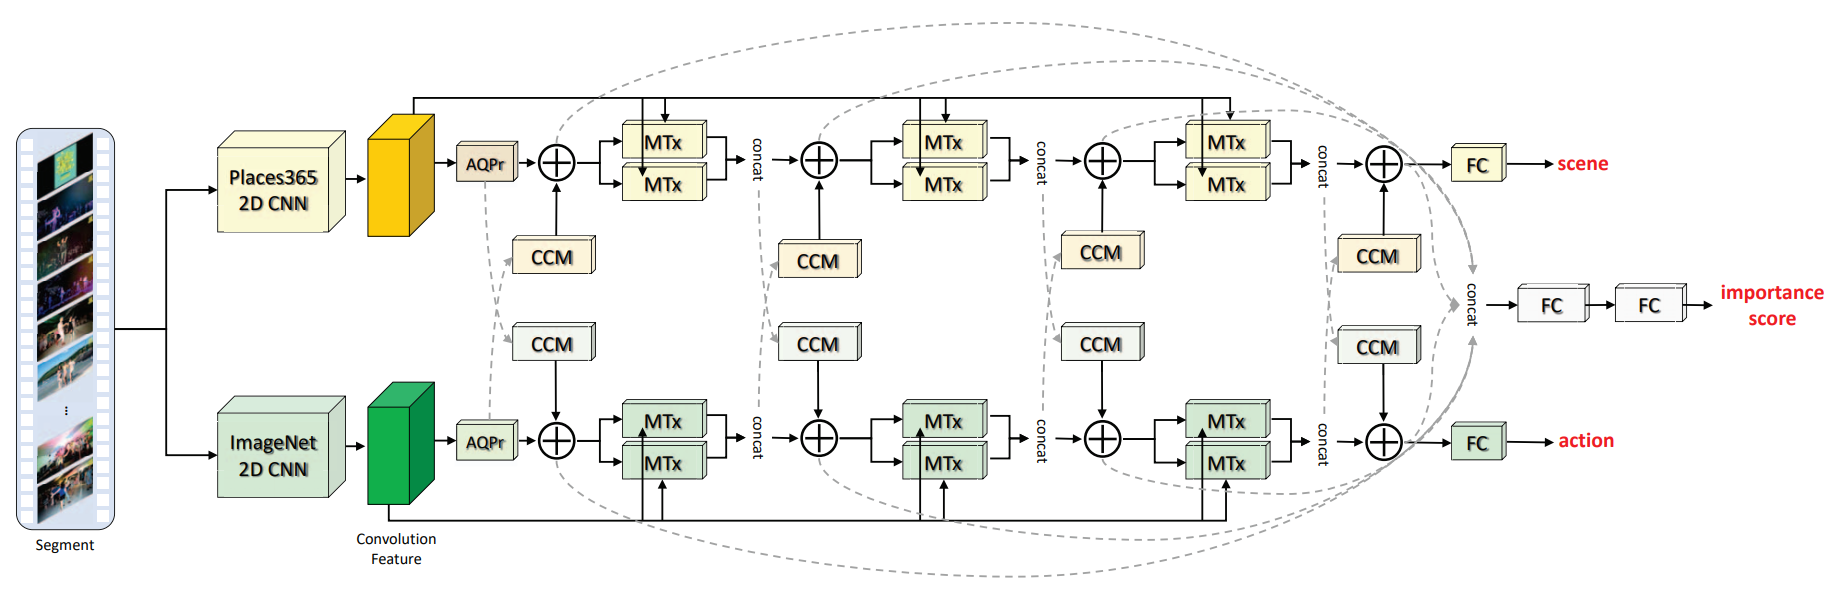 Segment
Places365
2D CNN
ImageNet
2D CNN
Convolution
Feature
AQPr
AQPr
CCM
CCM
MTx
MTx
MTx
MTx
concat
concat
CCM
CCM
MTx
MTx
MTx
MTx
concat
concat
CCM
CCM
MTx
MTx
MTx
MTx
concat
concat
CCM
CCM
FC
scene
concat
FC
FC
importance
score
FC
action